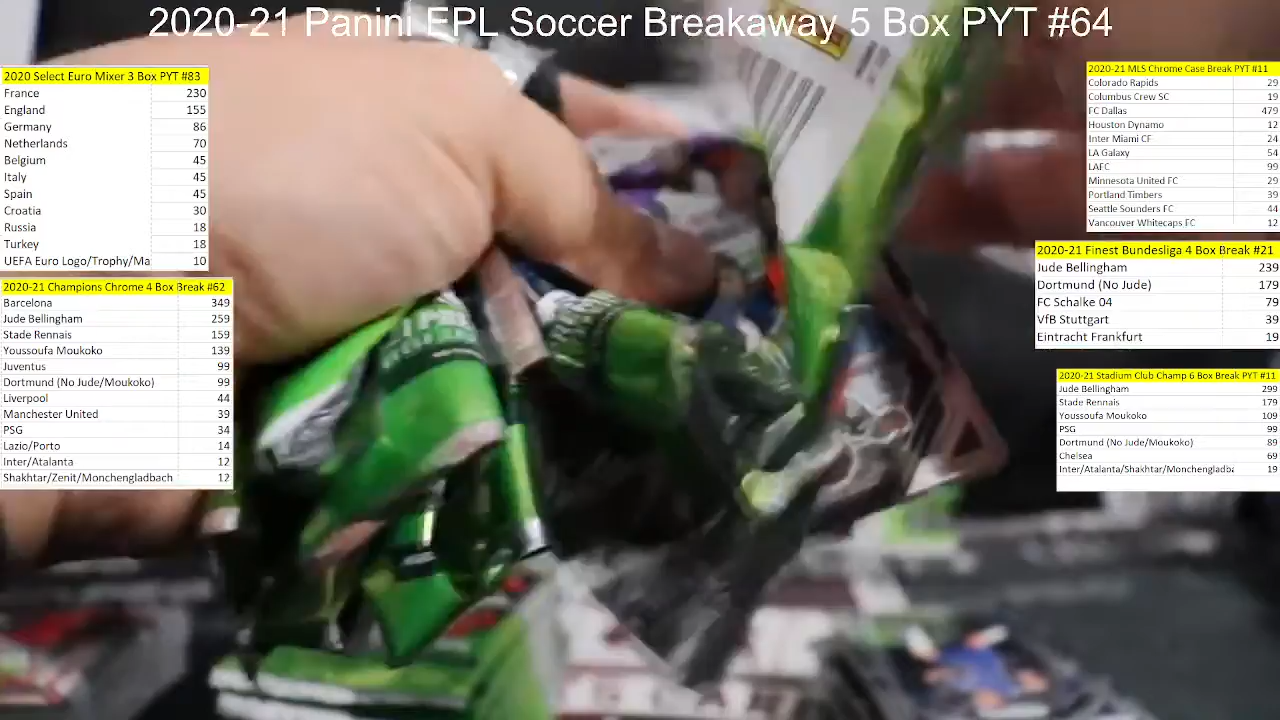 2020-21 Panini EPL Soccer Breakaway 5 Box PYT #64
2020 Select Euro Mixer 3 Box PYT #83
France 230
England 155
Germany 86
Netherlands 70
Belgium 45
Italy 45
Spain 45
Croatia 30
Russia 18
Turkey 18
UEFA Euro Logo/Trophy/Ma 10
2020-21 Champions Chrome 4 Box Break #62
Barcelona 349
Jude Bellingham 259
Stade Rennais 159
Youssoufa Moukoko 139
Juventus 99
Dortmund (No Jude/Moukoko) 99
Liverpool 44
Manchester United 39
PSG 34
Lazio/Porto 14
Inter/Atalanta 12
Shakhtar/Zenit/Monchengladbach 12
2020-21 MLS Chrome Case Break PYT #11
Colorado Rapids 29
Columbus Crew SC 19
FC Dallas 479
Houston Dynamo 12
Inter Miami CF 24
LA Galaxy 54
LAFC 99
Minnesota United FC 29
Portland Timbers 39
Seattle Sounders FC 44
Vancouver Whitecaps FC 12
2020-21 Finest Bundesliga 4 Box Break #21
Jude Bellingham 239
Dortmund (No Jude) 179
FC Schalke 04 79
VfB Stuttgart 39
Eintracht Frankfurt 19
2020-21 Stadium Club Champ 6 Box Break PYT #11
Jude Bellingham 299
Stade Rennais 179
Youssoufa Moukoko 109
PSG 99
Dortmund (No Jude/Moukoko) 89
Chelsea 69
Inter/Atalanta/Shakhtar/Monchengladba 19